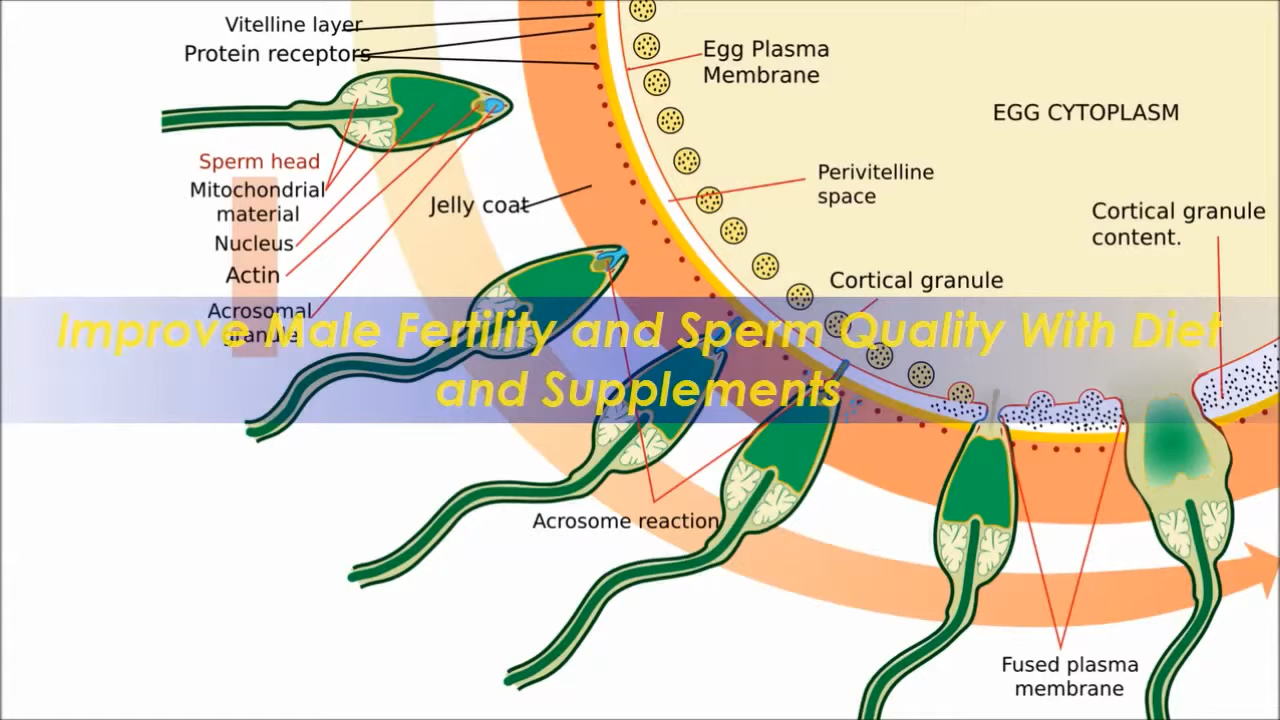 Vitelline layer
Protein receptors
Egg Plasma
Membrane
EGG CYTOPLASM
Sperm head
Mitochondrial
material
Nucleus
Actin
Acrosomal
granule
Jelly coat
Perivitelline
space
Cortical granule
content.
Cortical granule
Improve Male Fertility and Sperm Quality With Diet
and Supplements
Acrosome reaction
Fused plasma
membrane